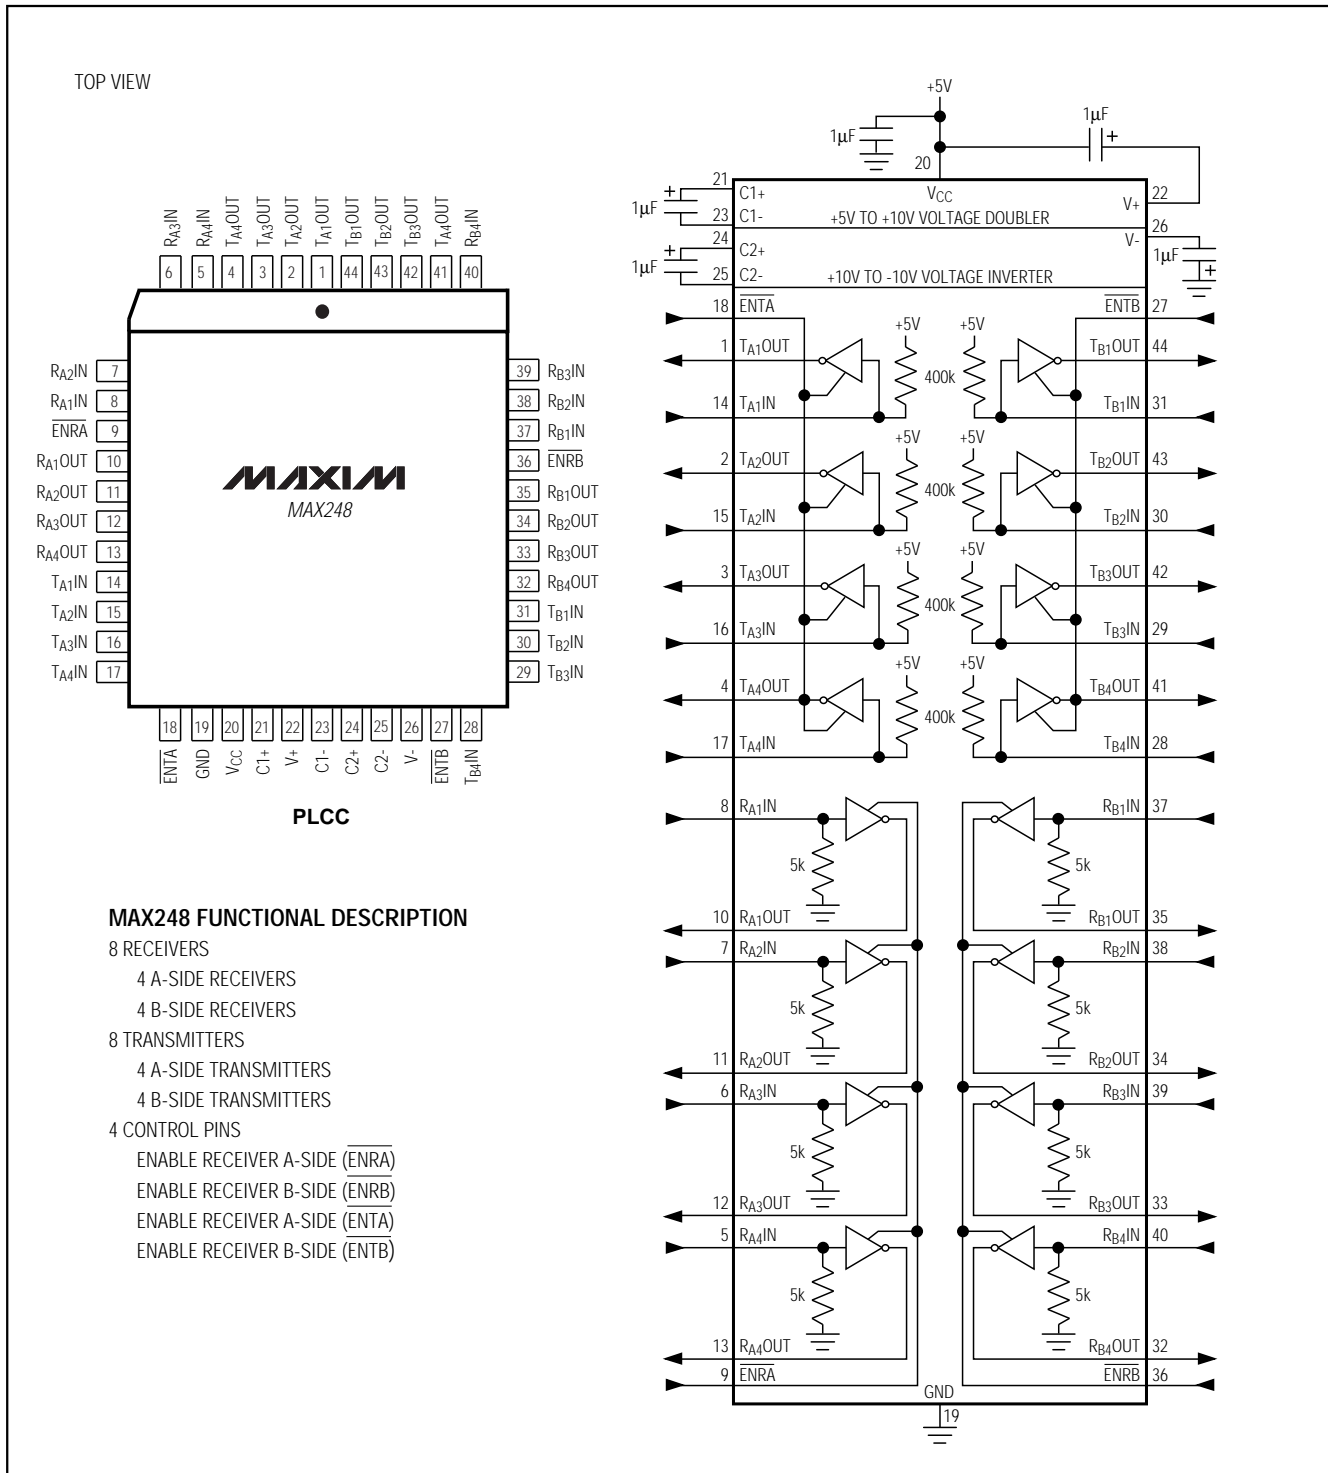 TOP VIEW
RA3IN
RA4IN
TA4OUT
TA3OUT
TA2OUT
TA1OUT
TB1OUT
TB2OUT
TB3OUT
TA4OUT
RB4IN
6 5 4 3 2 1 44 43 42 41 40
RA2IN 7
RA1IN 8
ENRA 9
RA1OUT 10
RA2OUT 11
RA3OUT 12
RA4OUT 13
TA1IN 14
TA2IN 15
TA3IN 16
TA4IN 17
MAXIM
MAX248
39 RB3IN
38 RB2IN
37 RB1IN
36 ENRB
35 RB1OUT
34 RB2OUT
33 RB3OUT
32 RB4OUT
31 TB1IN
30 TB2IN
29 TB3IN
18 19 20 21 22 23 24 25 26 27 28
ENTA
GND
VCC
C1+
V+
C1-
C2+
C2-
V-
ENTB
TB4IN
PLCC
MAX248 FUNCTIONAL DESCRIPTION
8 RECEIVERS
4 A-SIDE RECEIVERS
4 B-SIDE RECEIVERS
8 TRANSMITTERS
4 A-SIDE TRANSMITTERS
4 B-SIDE TRANSMITTERS
4 CONTROL PINS
ENABLE RECEIVER A-SIDE (ENRA)
ENABLE RECEIVER B-SIDE (ENRB)
ENABLE RECEIVER A-SIDE (ENTA)
ENABLE RECEIVER B-SIDE (ENTB)
+5V
1µF 1µF +
20
21 C1+ VCC V+ 22
+ 1µF
23 C1- +5V TO +10V VOLTAGE DOUBLER
24 C2+ V- 26
+ 1µF 1µF +
25 C2- +10V TO -10V VOLTAGE INVERTER
18 ENTA ENTB 27
+5V +5V
1 TA1OUT TB1OUT 44
400k
14 TA1IN TB1IN 31
+5V +5V
2 TA2OUT TB2OUT 43
400k
15 TA2IN TB2IN 30
+5V +5V
3 TA3OUT TB3OUT 42
400k
16 TA3IN TB3IN 29
+5V +5V
4 TA4OUT TB4OUT 41
400k
17 TA4IN TB4IN 28
8 RA1IN RB1IN 37
5k 5k
10 RA1OUT RB1OUT 35
7 RA2IN RB2IN 38
5k 5k
11 RA2OUT RB2OUT 34
6 RA3IN RB3IN 39
5k 5k
12 RA3OUT RB3OUT 33
5 RA4IN RB4IN 40
5k 5k
13 RA4OUT RB4OUT 32
9 ENRA ENRB 36
GND
19